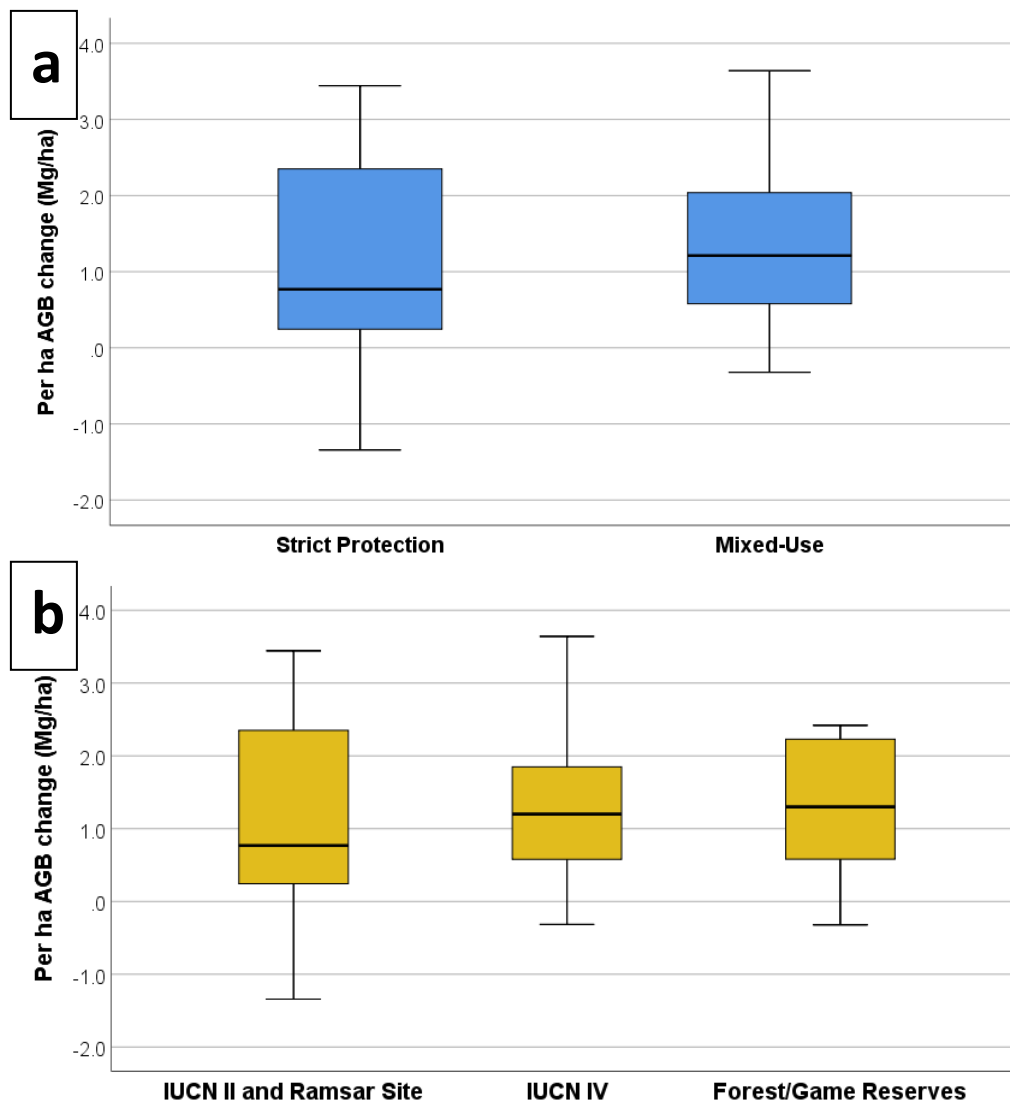 a
Per ha AGB change (Mg/ha)
4.0
3.0
2.0
1.0
.0
-1.0
-2.0
Strict Protection Mixed-Use
b
Per ha AGB change (Mg/ha)
4.0
3.0
2.0
1.0
.0
-1.0
-2.0
IUCN II and Ramsar Site IUCN IV Forest/Game Reserves